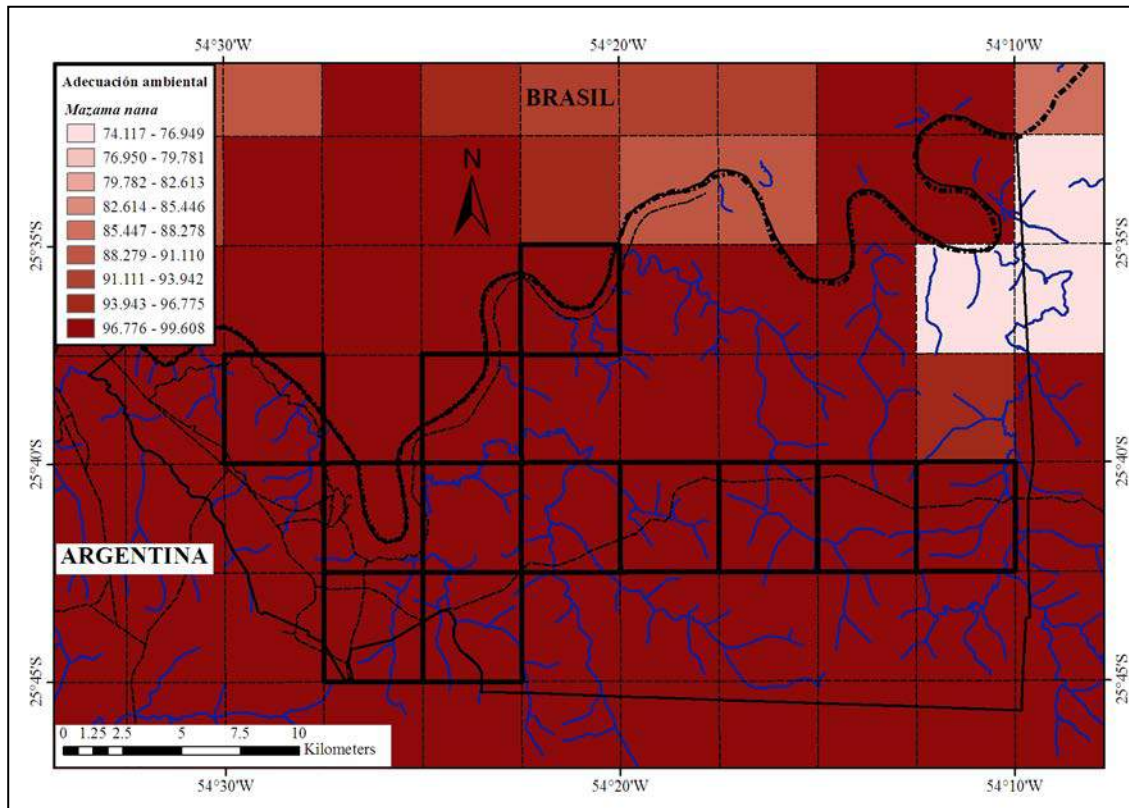 54°30'W 54°20'W 54°10'W
Adecuación ambiental
Mazama nana
74.117 - 76.949
76.950 - 79.781
79.782 - 82.613
82.614 - 85.446
85.447 - 88.278
88.279 - 91.110
91.111 - 93.942
93.943 - 96.775
96.776 - 99.608
BRASIL
N
25°35'S 25°35'S
25°40'S 25°40'S
ARGENTINA
25°45'S 25°45'S
0 1.25 2.5 5 7.5 10
Kilometers
54°30'W 54°20'W 54°10'W